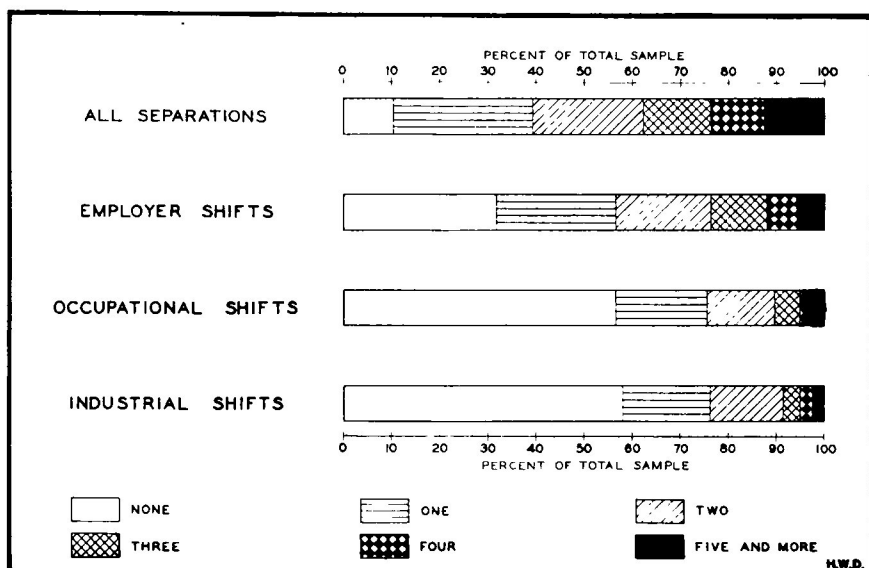 PERCENT OF TOTAL SAMPLE
0 10 20 30 40 50 60 70 80 90 100
ALL SEPARATIONS
EMPLOYER SHIFTS
OCCUPATIONAL SHIFTS
INDUSTRIAL SHIFTS
0 10 20 30 40 50 60 70 80 90 100
PERCENT OF TOTAL SAMPLE
NONE ONE TWO
THREE FOUR FIVE AND MORE
H.W.D.